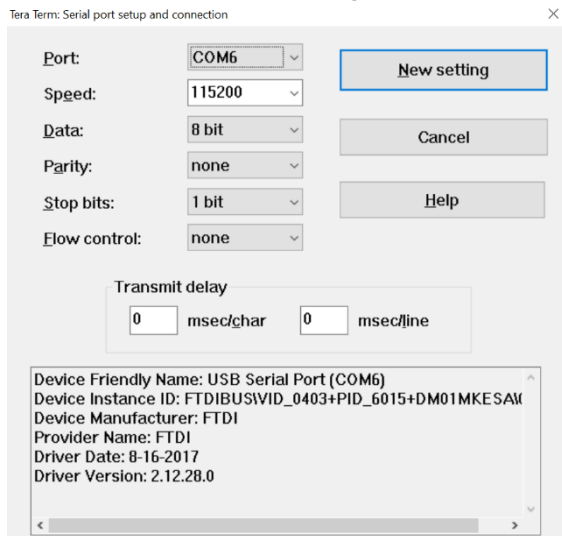 Tera Term: Serial port setup and connection
Port: COM6 New setting
Speed: 115200
Data: 8 bit Cancel
Parity: none
Stop bits: 1 bit Help
Flow control: none
Transmit delay
0 msec/char 0 msec/line
Device Friendly Name: USB Serial Port (COM6)
Device Instance ID: FTDIBUS\VID_0403+PID_6015+DM01MKESA\
Device Manufacturer: FTDI
Provider Name: FTDI
Driver Date: 8-16-2017
Driver Version: 2.12.28.0